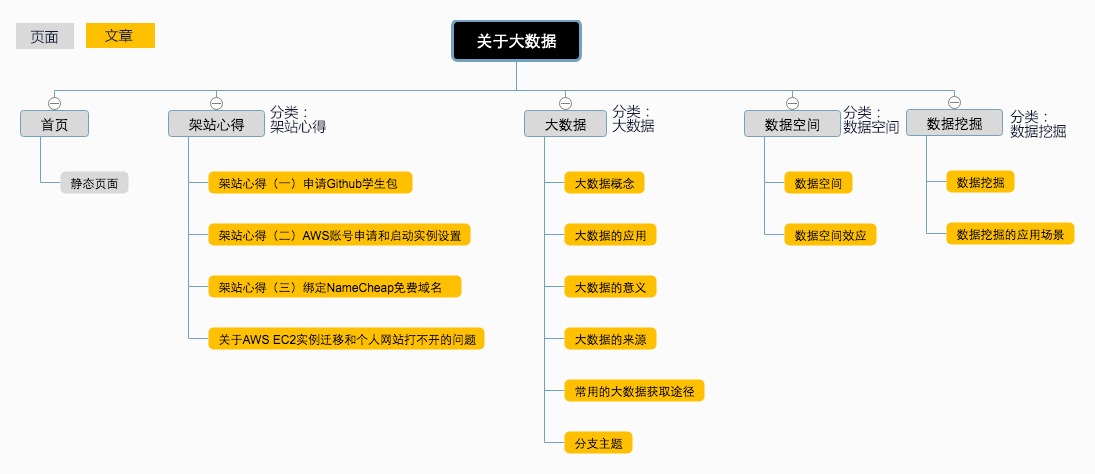 页面
文章
关于大数据
首页
静态页面
架站心得
分类：
架站心得
架站心得（一）申请Github学生包
架站心得（二）AWS账号申请和启动实例设置
架站心得（三）绑定NameCheap免费域名
关于AWS EC2实例迁移和个人网站打不开的问题
大数据
分类：
大数据
大数据概念
大数据的应用
大数据的意义
大数据的来源
常用的大数据获取途径
分支主题
数据空间
分类：
数据空间
数据空间
数据空间效应
数据挖掘
分类：
数据挖掘
数据挖掘
数据挖掘的应用场景